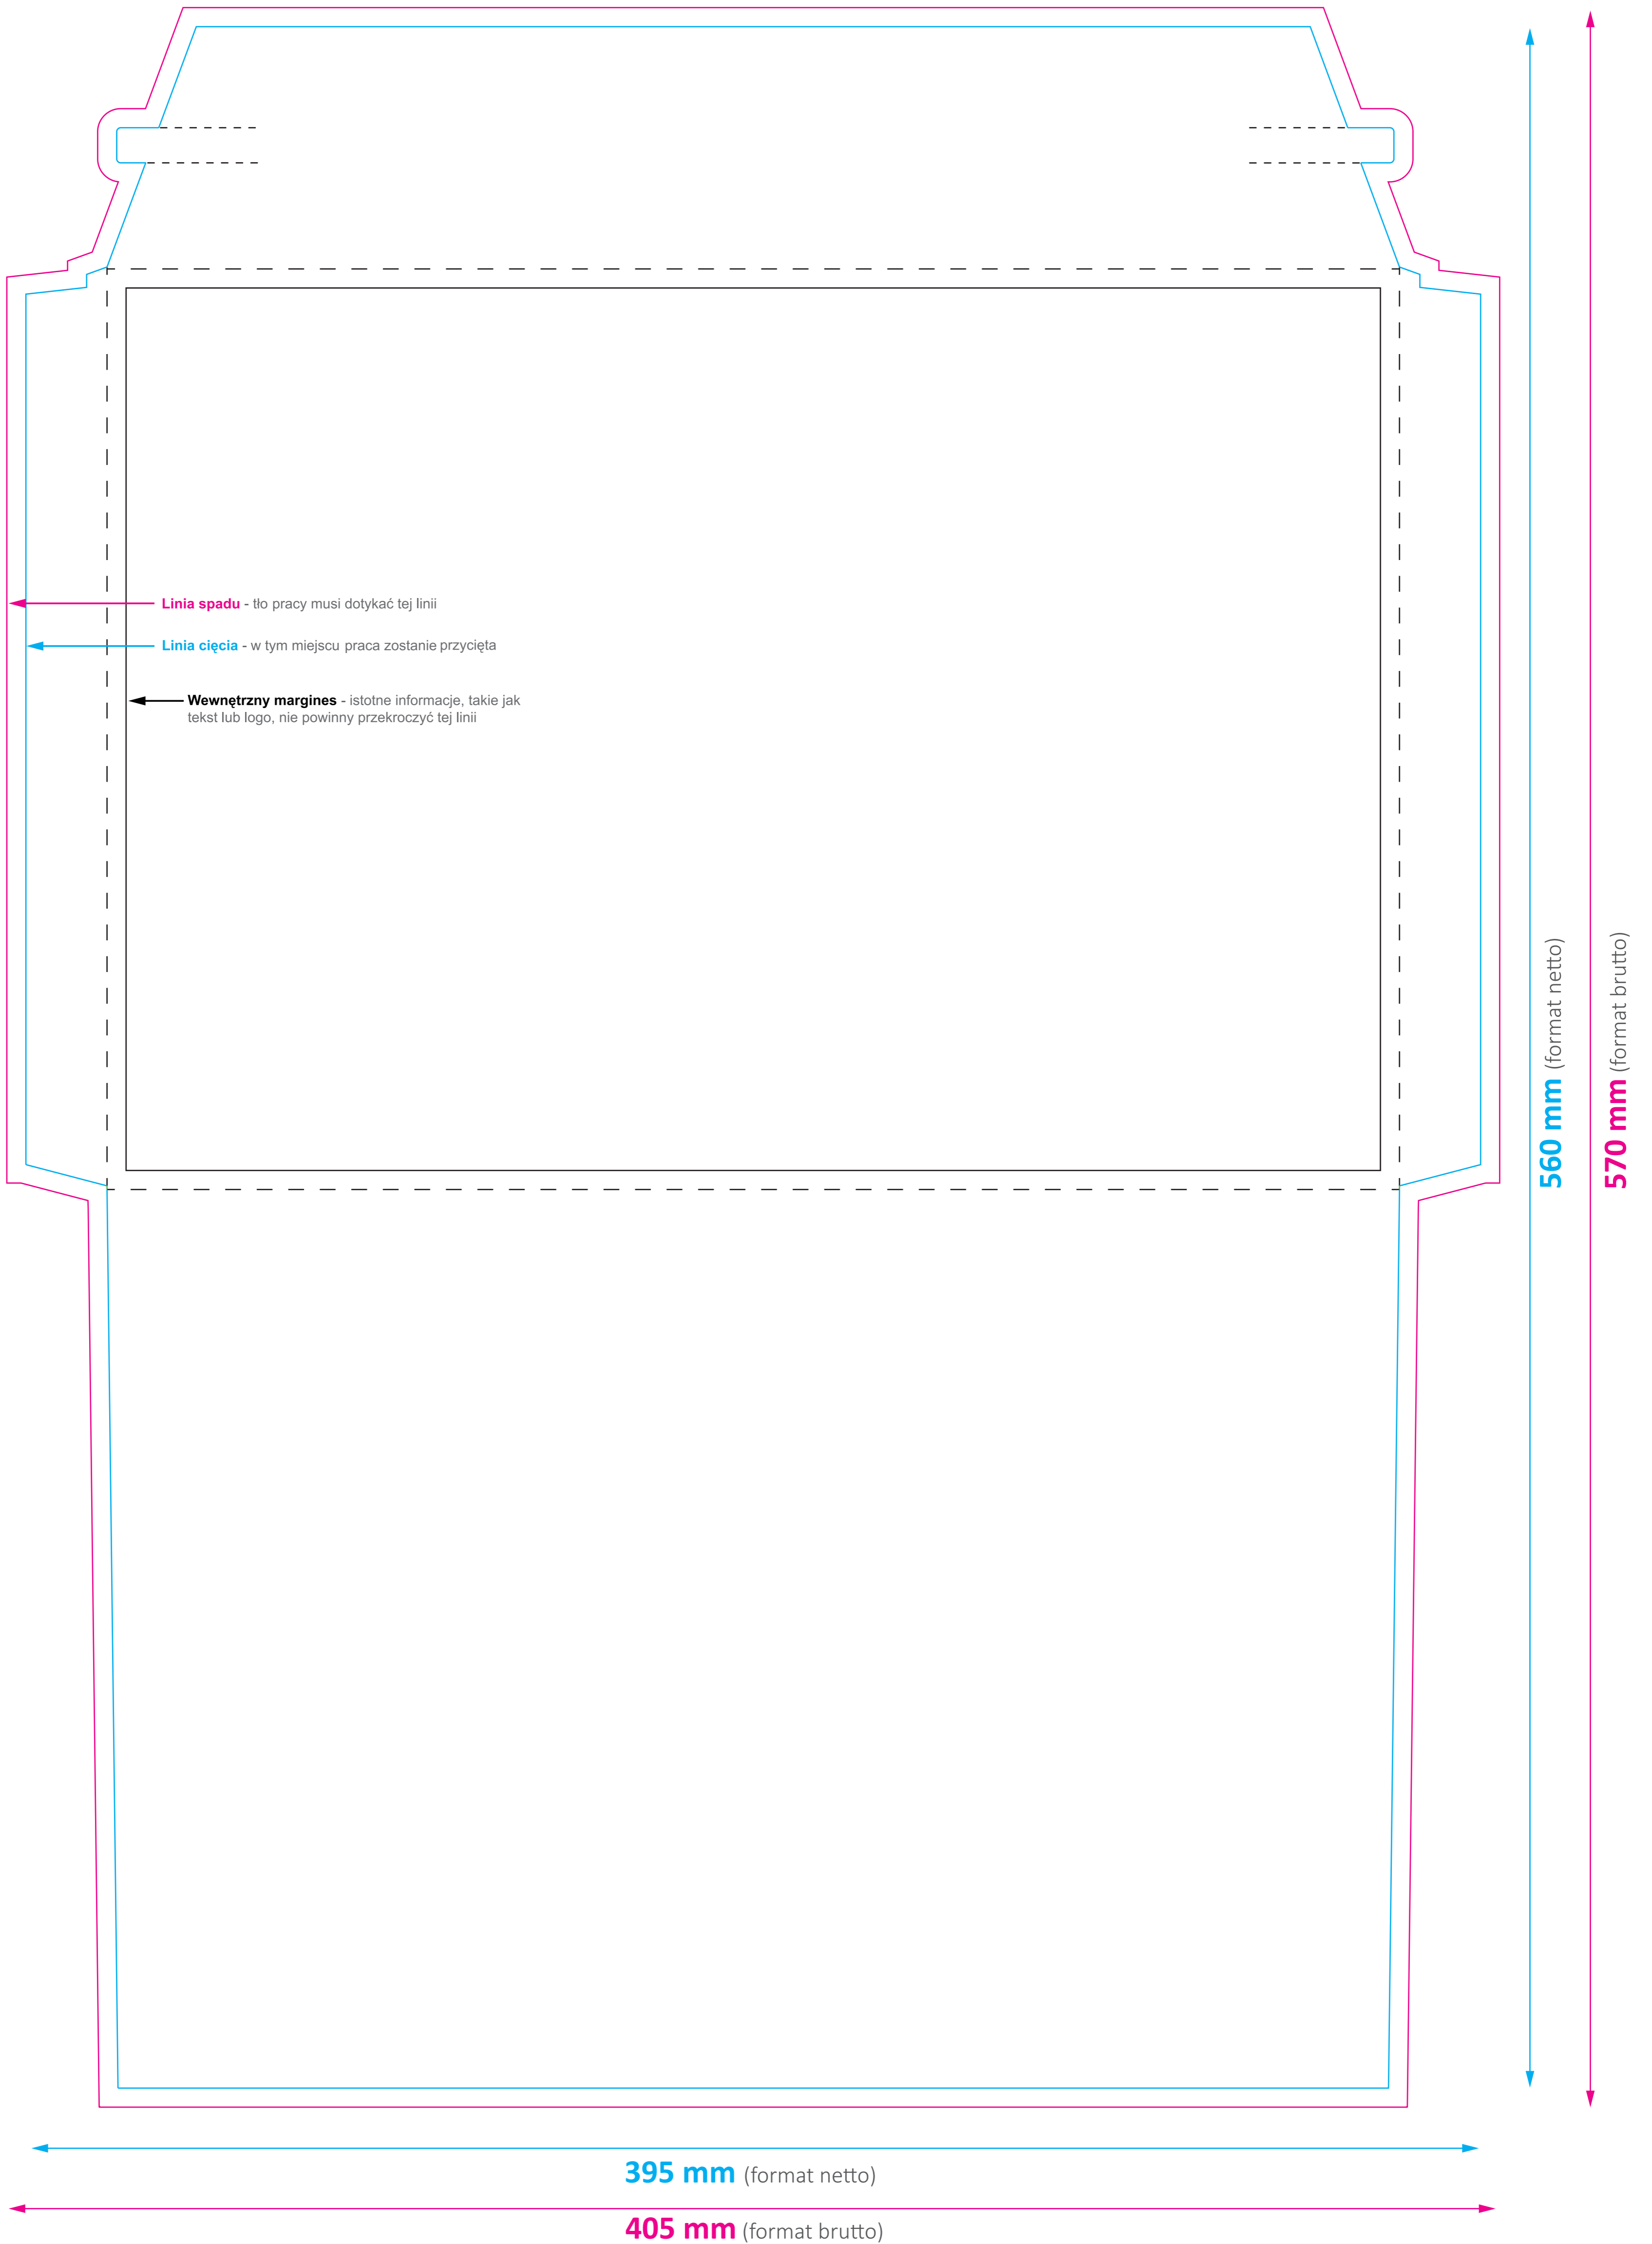 Linia spadu - tło pracy musi dotykać tej linii
Linia cięcia - w tym miejscu praca zostanie przycięta
Wewnętrzny margines - istotne informacje, takie jak
tekst lub logo, nie powinny przekroczyć tej linii
560 mm (format netto)
570 mm (format brutto)
395 mm (format netto)
405 mm (format brutto)